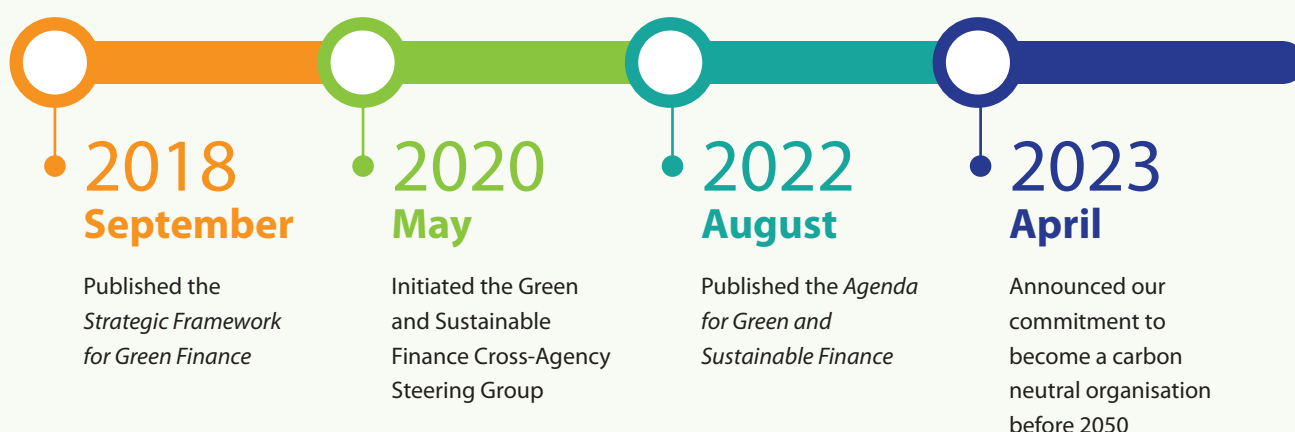 2018
September
Published the
Strategic Framework
for Green Finance
2020
May
Initiated the Green
and Sustainable
Finance Cross-Agency
Steering Group
2022
August
Published the Agenda
for Green and
Sustainable Finance
2023
April
Announced our
commitment to
become a carbon
neutral organisation
before 2050